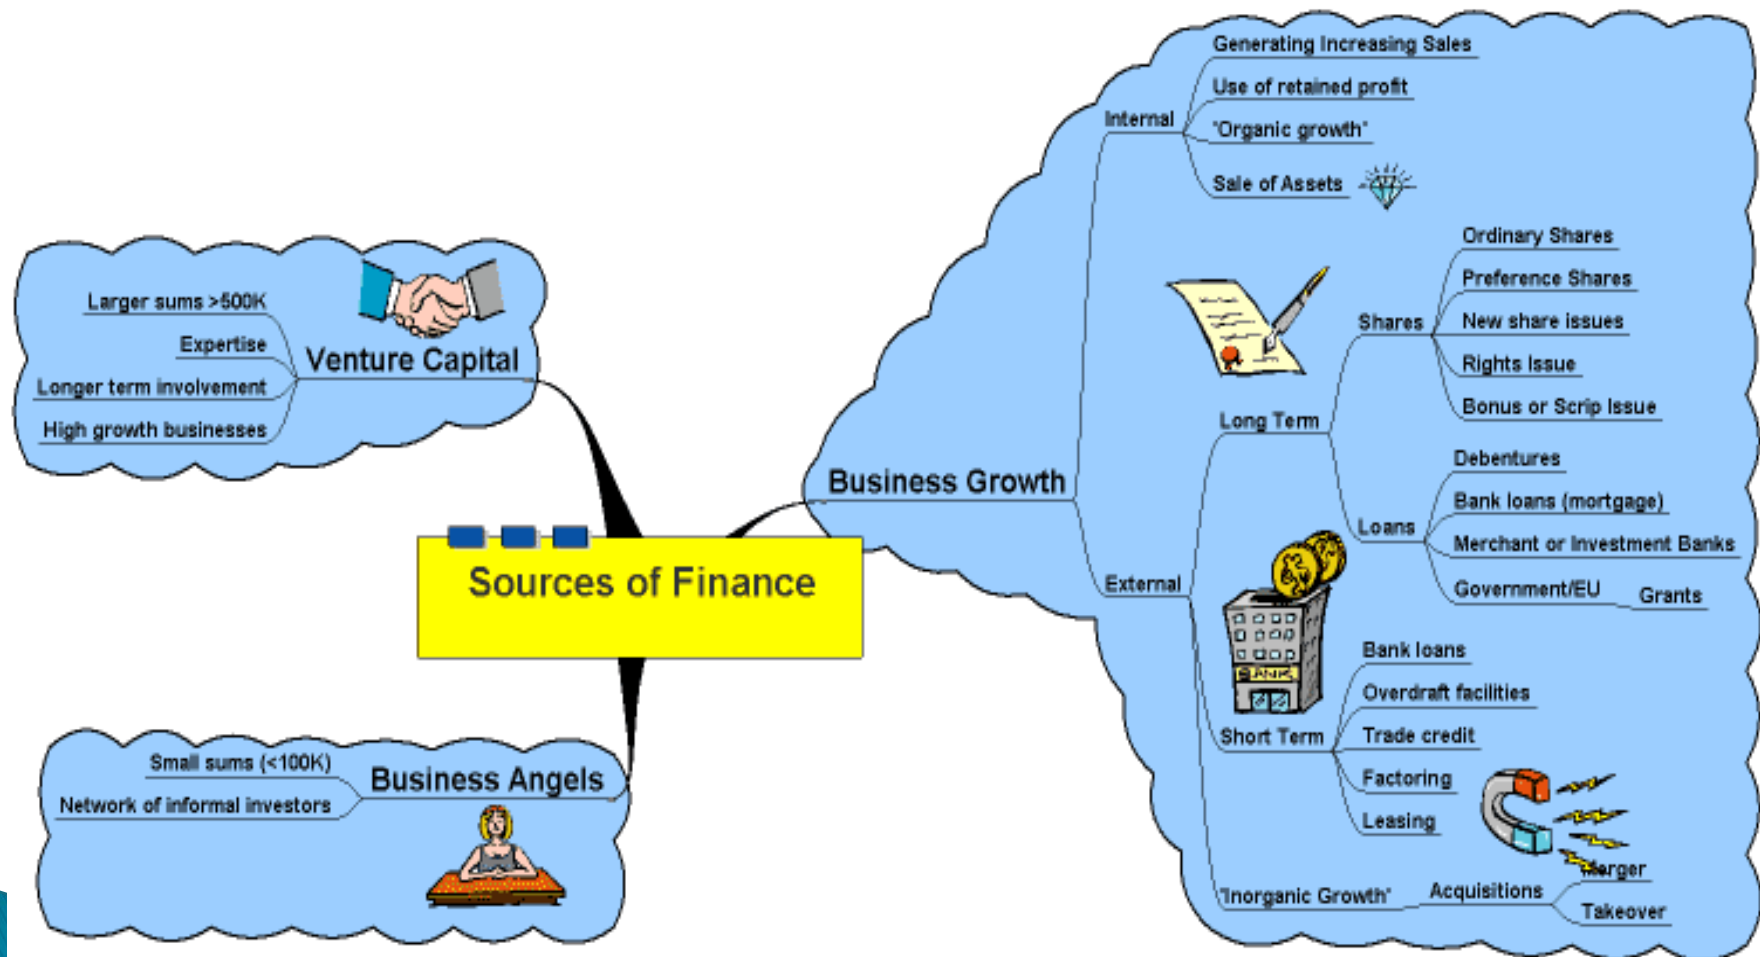 Generating Increasing Sales
Use of retained profit
Internal
"Organic growth"
Sale of Assets
Ordinary Shares
Preference Shares
Shares
New share issues
Rights Issue
Bonus or Scrip Issue
Long Term
Debentures
Bank loans (mortgage)
Loans
Merchant or Investment Banks
Government/EU
Grants
Business Growth
External
BANK
Bank loans
Overdraft facilities
Short Term
Trade credit
Factoring
Leasing
"Inorganic Growth"
Acquisitions
Merger
Takeover
Larger sums >500K
Expertise
Venture Capital
Longer term involvement
High growth businesses
Sources of Finance
Small sums (<100K)
Business Angels
Network of informal investors